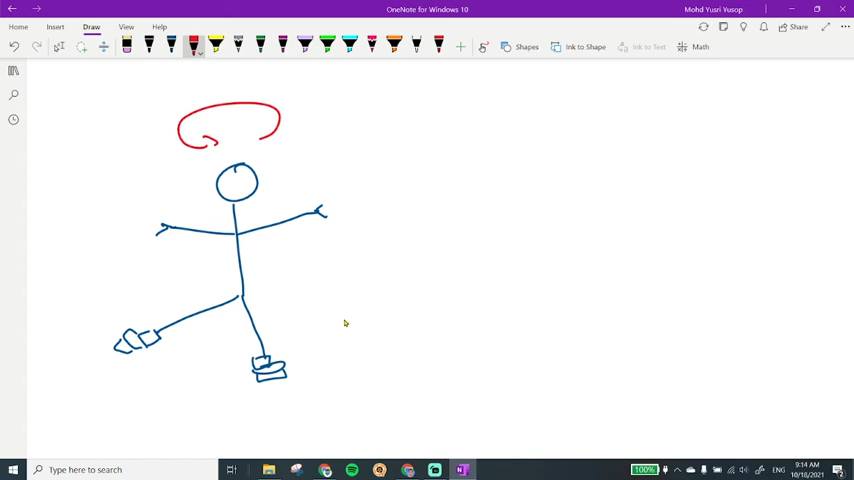 OneNote for Windows 10
Mohd Yusri Yusop
Home Insert Draw View Help
Share
Shapes Ink to Shape Ink to Text Math
Type here to search
100%
ENG
9:14 AM
10/18/2021
2